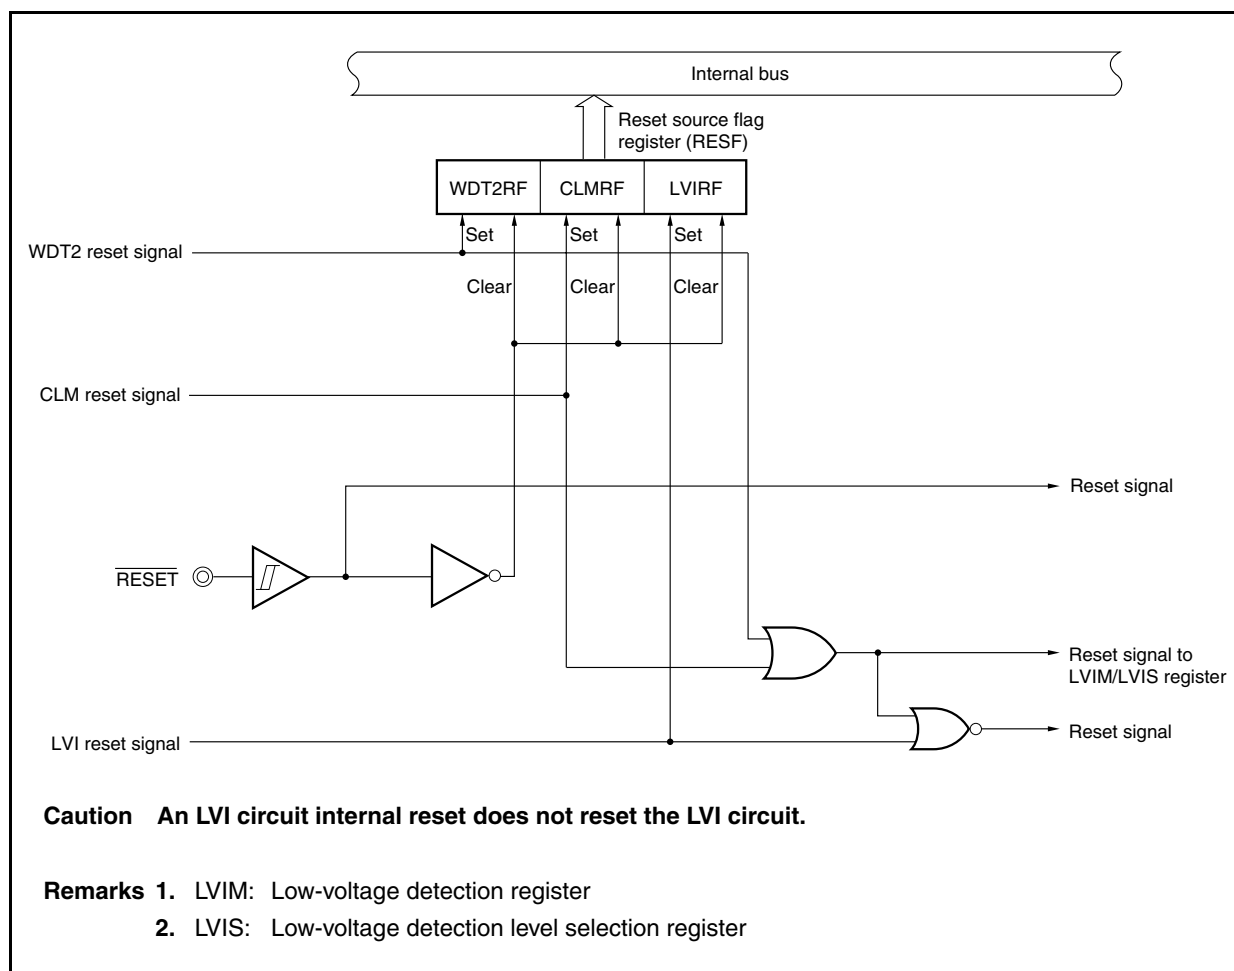 Internal bus
Reset source flag
register (RESF)
WDT2RF CLMRF LVIRF
Set Set Set
WDT2 reset signal
Clear Clear Clear
CLM reset signal
Reset signal
RESET
Reset signal to
LVIM/LVIS register
Reset signal
LVI reset signal
Caution An LVI circuit internal reset does not reset the LVI circuit.
Remarks 1. LVIM: Low-voltage detection register
2. LVIS: Low-voltage detection level selection register